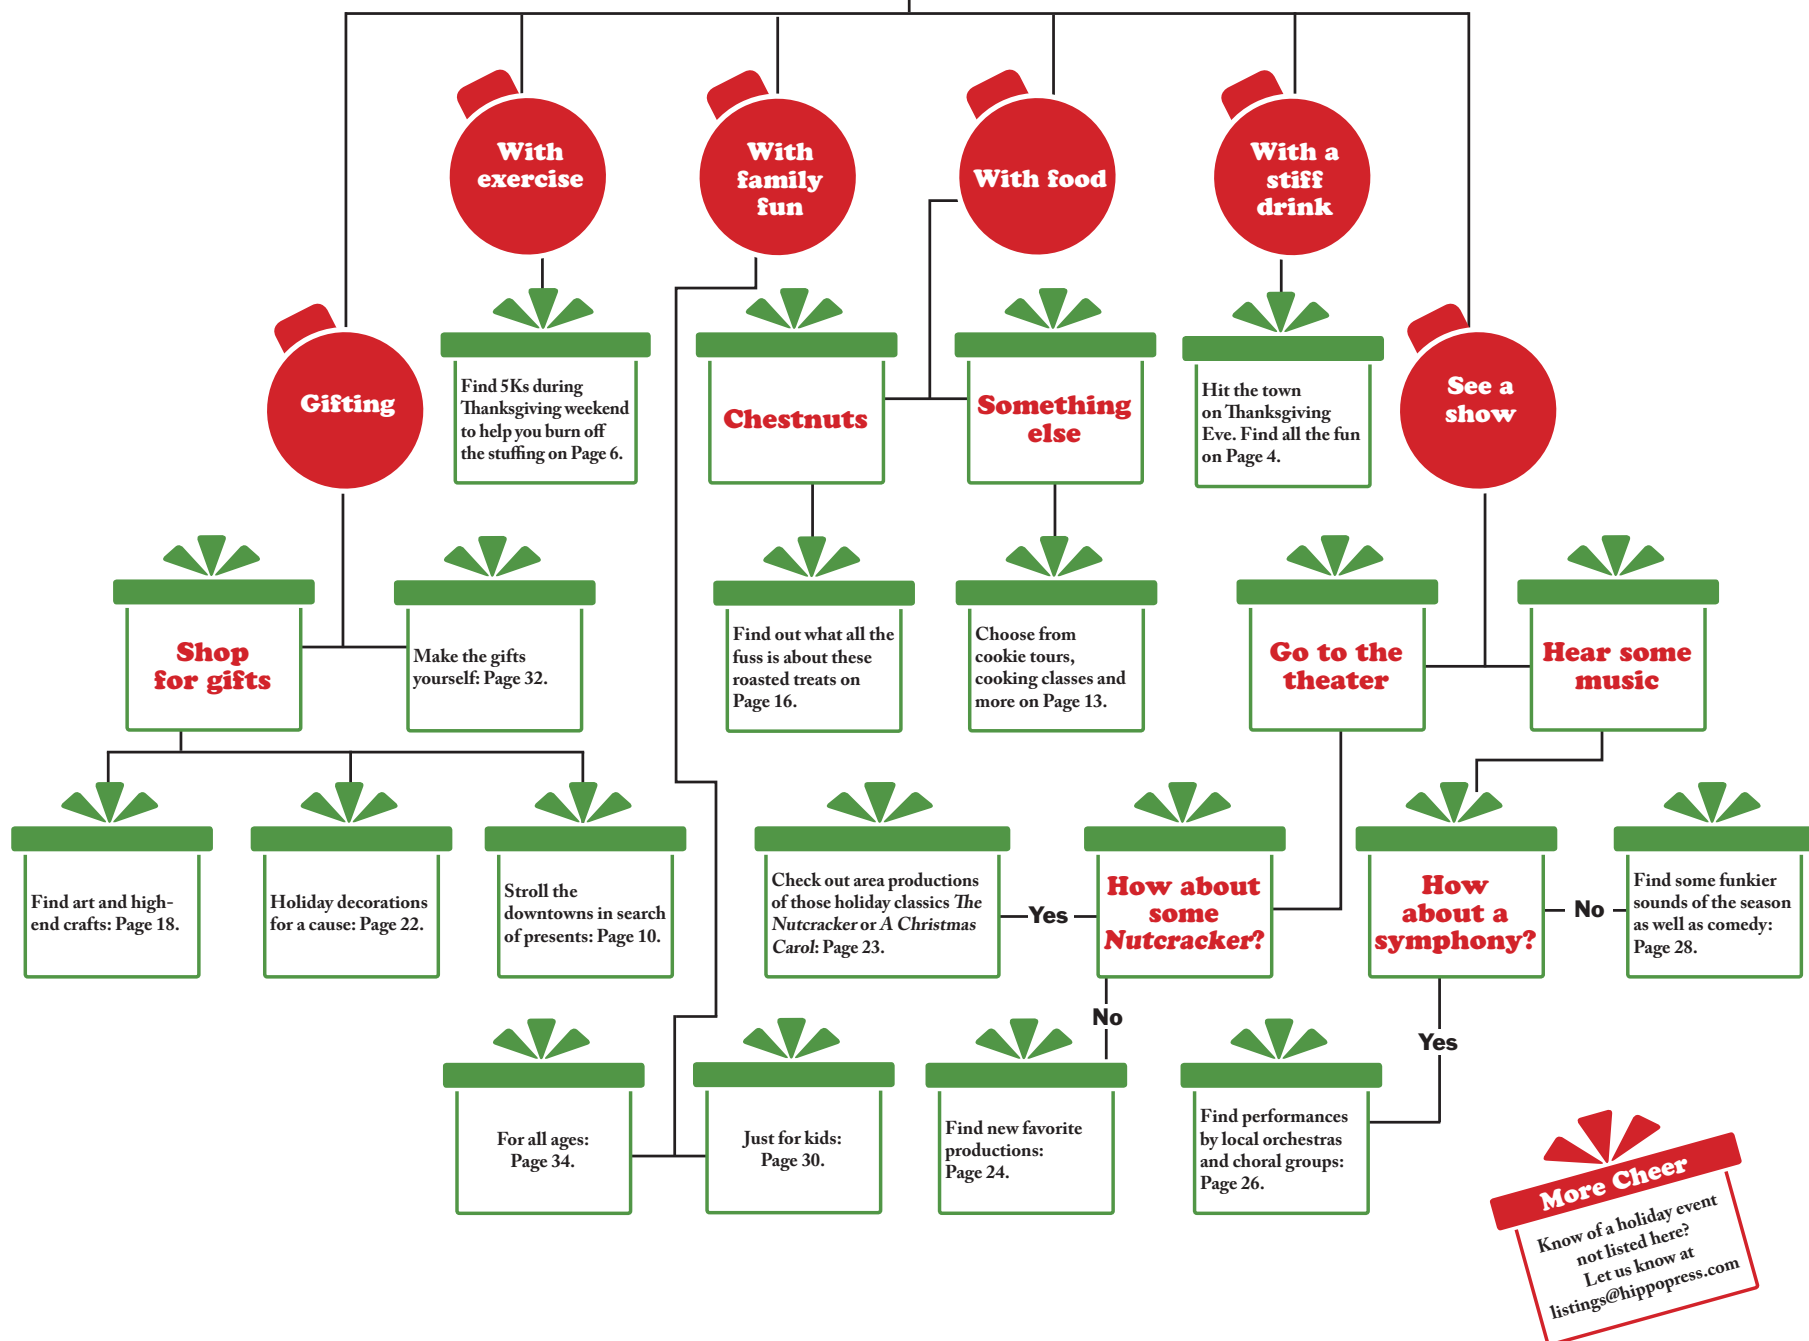 With
exercise
With
family
fun
With food
With a
stiff
drink
Gifting
See a
show
Find 5Ks during
Thanksgiving weekend
to help you burn off
the stuffing on Page 6.
Chestnuts
Something
else
Hit the town
on Thanksgiving
Eve. Find all the fun
on Page 4.
Shop
for gifts
Make the gifts
yourself: Page 32.
Find out what all the
fuss is about these
roasted treats on
Page 16.
Choose from
cookie tours,
cooking classes and
more on Page 13.
Go to the
theater
Hear some
music
Find art and high-
end crafts: Page 18.
Holiday decorations
for a cause: Page 22.
Stroll the
downtowns in search
of presents: Page 10.
Check out area productions
of those holiday classics The
Nutcracker or A Christmas
Carol: Page 23.
Yes
How about
some
Nutcracker?
How
about a
symphony?
No
Find some funkier
sounds of the season
as well as comedy:
Page 28.
No
Yes
For all ages:
Page 34.
Just for kids:
Page 30.
Find new favorite
productions:
Page 24.
Find performances
by local orchestras
and choral groups:
Page 26.
More Cheer
Know of a holiday event
not listed here?
Let us know at
listings@hippopress.com